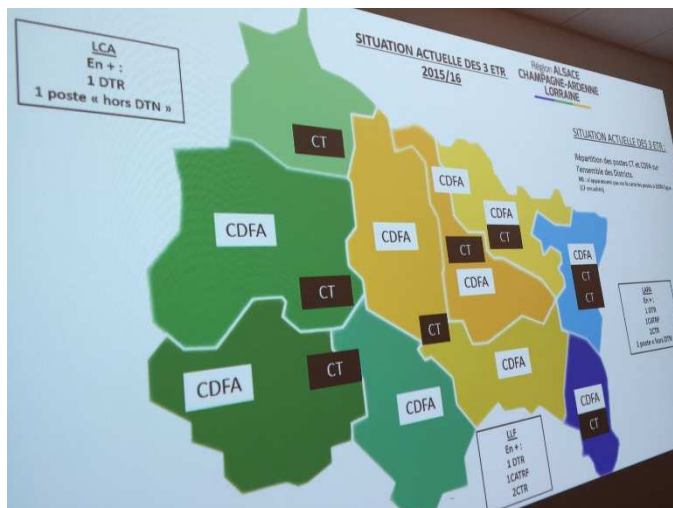 LCA
En + :
1 DTR
1 poste « hors DTN »
SITUATION ACTUELLE DES 3 ETR
2015/16
Région ALSACE
CHAMPAGNE-ARDENNE
LORRAINE
SITUATION ACTUELLE DES 3 ETR :
Répartition des postes CT et CDFA sur
l'ensemble des Districts.
CT
CDFA
CDFA
CDFA
CDFA
CT
CT
CDFA
CDFA
CT
CT
CT
CT
CT
CDFA
CDFA
CDFA
CDFA
CT
LAFA
En + :
1 DTR
1CATRF
2CTR
1 poste « hors DTN »
LLF
En + :
1 DTR
1CATRF
2CTR